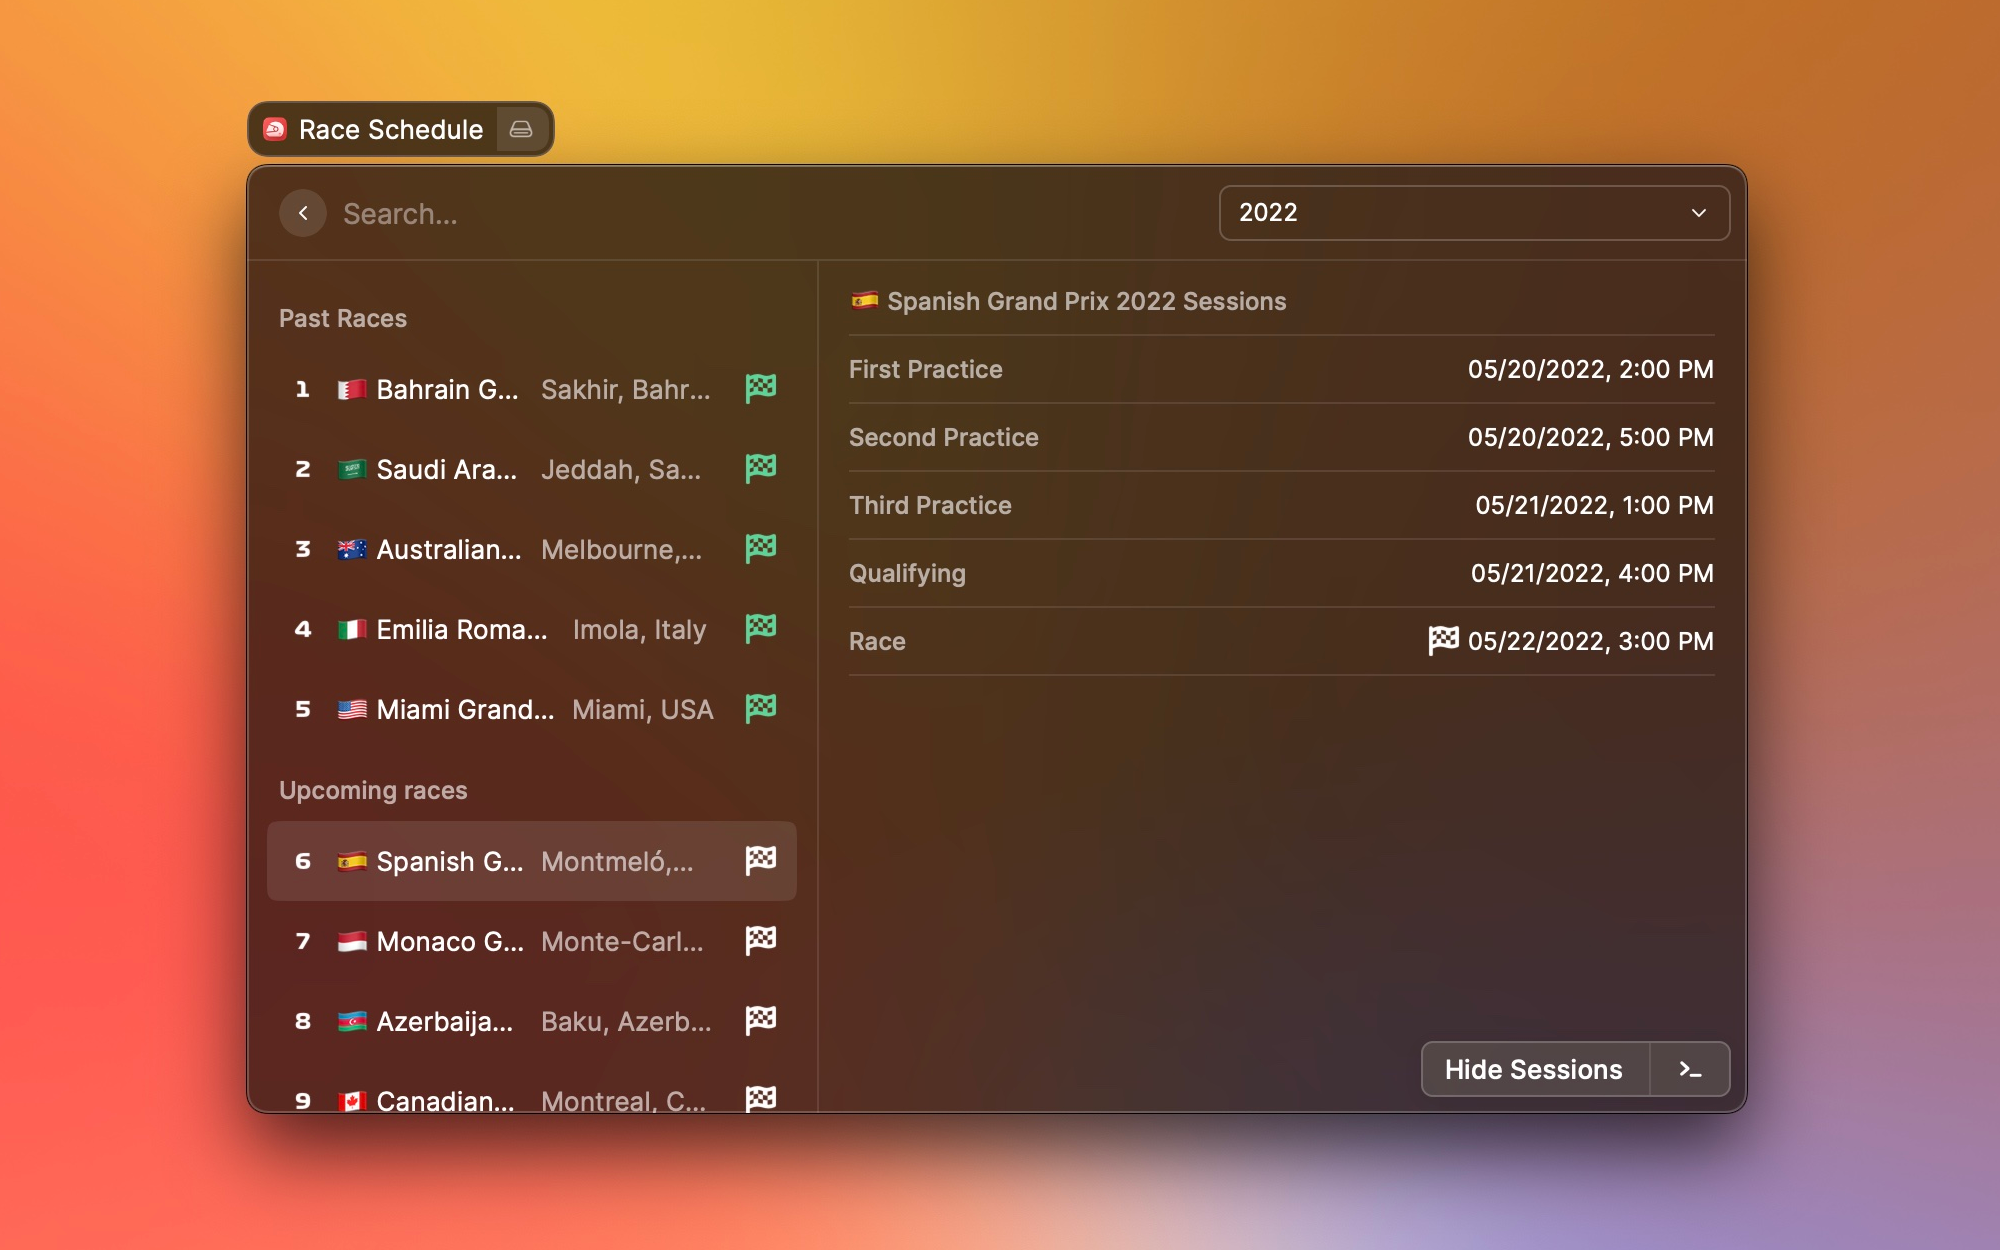 Race Schedule
Search...
2022
Past Races
1 Bahrain G... Sakhir, Bahr...
2 Saudi Ara... Jeddah, Sa...
3 Australian... Melbourne,...
4 Emilia Roma... Imola, Italy
5 Miami Grand... Miami, USA
Upcoming races
6 Spanish G... Montmeló,...
7 Monaco G... Monte-Carl...
8 Azerbaija... Baku, Azerb...
9 Canadian... Montreal, C...
Spanish Grand Prix 2022 Sessions
First Practice 05/20/2022, 2:00 PM
Second Practice 05/20/2022, 5:00 PM
Third Practice 05/21/2022, 1:00 PM
Qualifying 05/21/2022, 4:00 PM
Race 05/22/2022, 3:00 PM
Hide Sessions